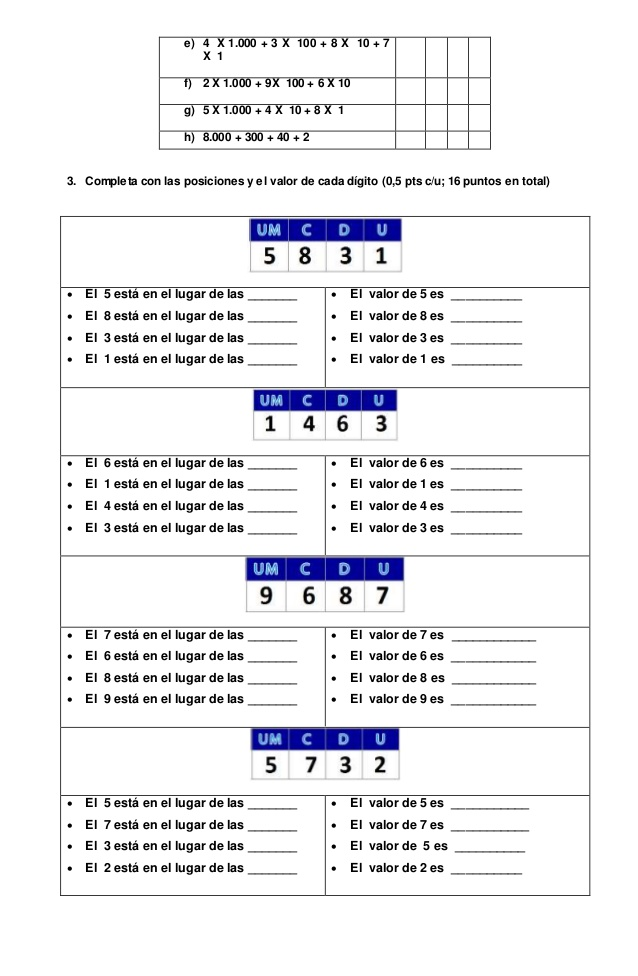 e) 4 X 1.000 + 3 X 100 + 8 X 10 + 7
X 1
f) 2 X 1.000 + 9X 100 + 6 X 10
g) 5 X 1.000 + 4 X 10 + 8 X 1
h) 8.000 + 300 + 40 + 2
3. Completa con las posiciones y el valor de cada dígito (0,5 pts c/u; 16 puntos en total)
UM C D U
5 8 3 1
• El 5 está en el lugar de las _______
• El 8 está en el lugar de las _______
• El 3 está en el lugar de las _______
• El 1 está en el lugar de las _______
• El valor de 5 es __________
• El valor de 8 es __________
• El valor de 3 es __________
• El valor de 1 es __________
UM C D U
1 4 6 3
• El 6 está en el lugar de las _______
• El 1 está en el lugar de las _______
• El 4 está en el lugar de las _______
• El 3 está en el lugar de las _______
• El valor de 6 es __________
• El valor de 1 es __________
• El valor de 4 es __________
• El valor de 3 es __________
UM C D U
9 6 8 7
• El 7 está en el lugar de las _______
• El 6 está en el lugar de las _______
• El 8 está en el lugar de las _______
• El 9 está en el lugar de las _______
• El valor de 7 es ____________
• El valor de 6 es ____________
• El valor de 8 es ____________
• El valor de 9 es ____________
UM C D U
5 7 3 2
• El 5 está en el lugar de las _______
• El 7 está en el lugar de las _______
• El 3 está en el lugar de las _______
• El 2 está en el lugar de las _______
• El valor de 5 es ___________
• El valor de 7 es ___________
• El valor de 5 es __________
• El valor de 2 es __________